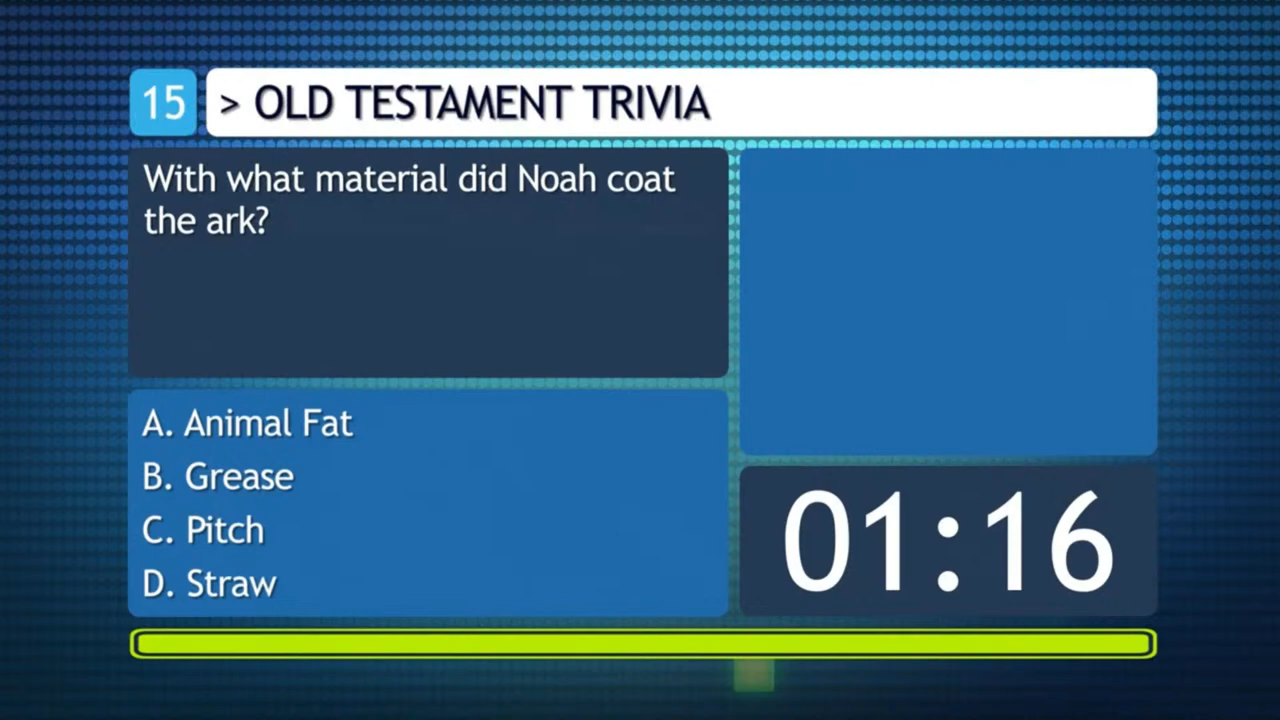 15 > OLD TESTAMENT TRIVIA
With what material did Noah coat
the ark?
A. Animal Fat
B. Grease
C. Pitch
D. Straw
01:16